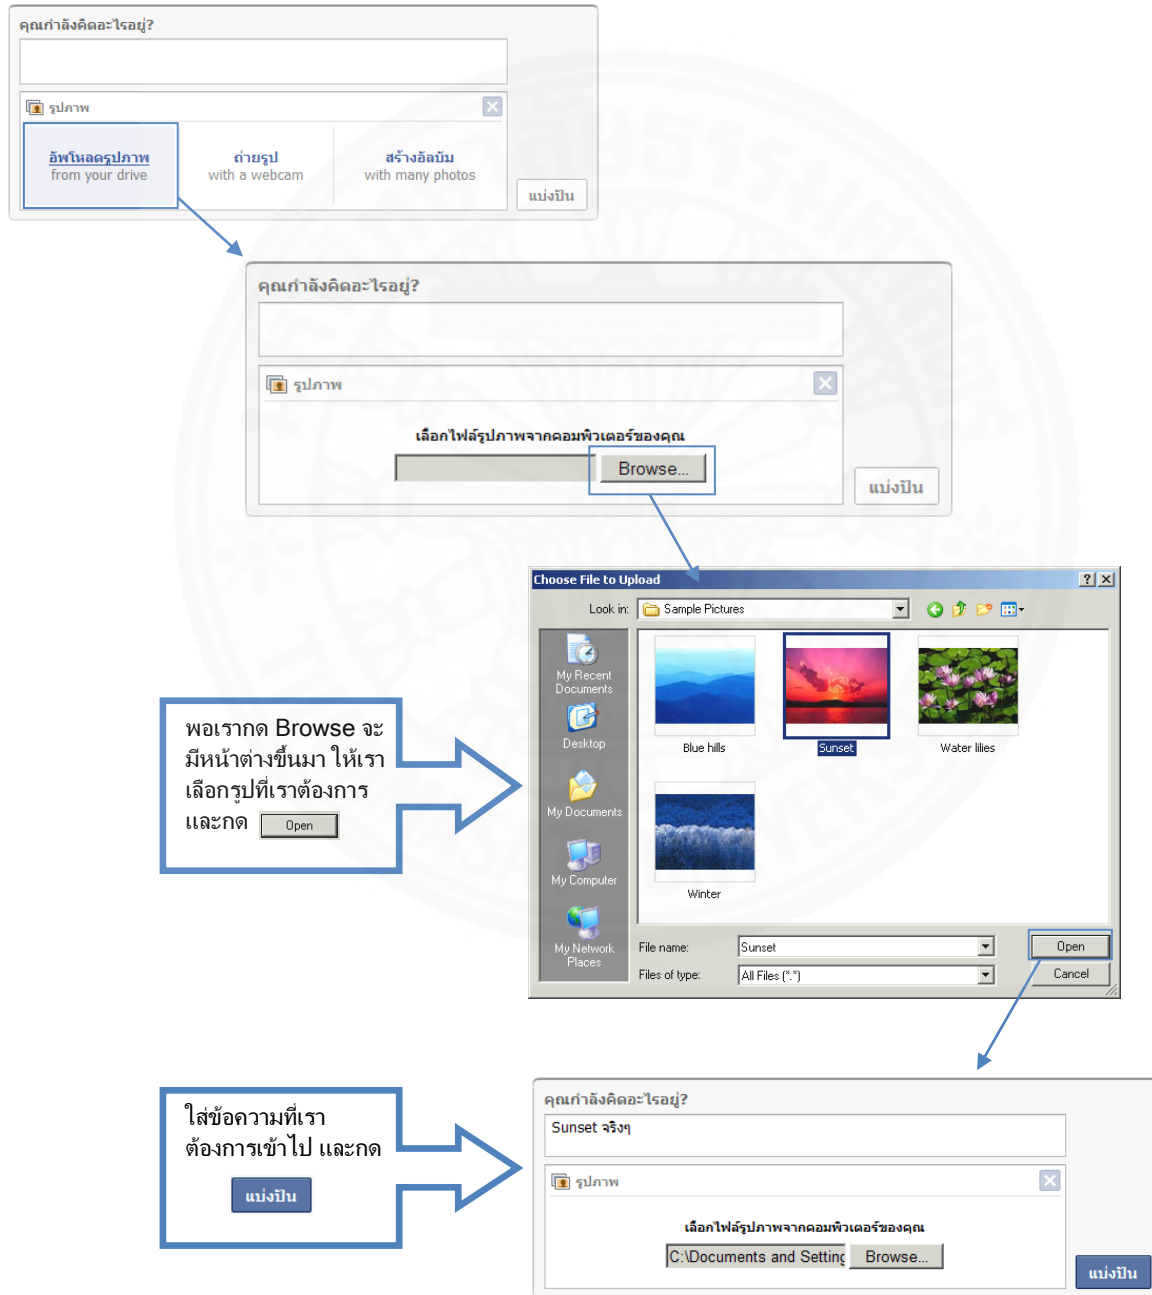 คุณกำลังคิดอะไรอยู่?
รูปภาพ
อัพโหลดรูปภาพ
from your drive
ถ่ายรูป
with a webcam
สร้างอัลบัม
with many photos
แบ่งปัน
คุณกำลังคิดอะไรอยู่?
รูปภาพ
เลือกไฟล์รูปภาพจากคอมพิวเตอร์ของคุณ
Browse...
แบ่งปัน
Choose File to Upload
Look in:
Sample Pictures
My Recent
Documents
Desktop
My Documents
My Computer
My Network
Places
Blue hills
Sunset
Water lilies
Winter
File name:
Sunset
Open
Files of type:
All Files (*.*)
Cancel
พอเรากด Browse จะ
มีหน้าต่างขึ้นมา ให้เรา
เลือกรูปที่เราต้องการ
และกด Open
ใส่ข้อความที่เรา
ต้องการเข้าไป และกด
แบ่งปัน
คุณกำลังคิดอะไรอยู่?
Sunset จริงๆ
รูปภาพ
เลือกไฟล์รูปภาพจากคอมพิวเตอร์ของคุณ
C:\Documents and Setting
Browse...
แบ่งปัน